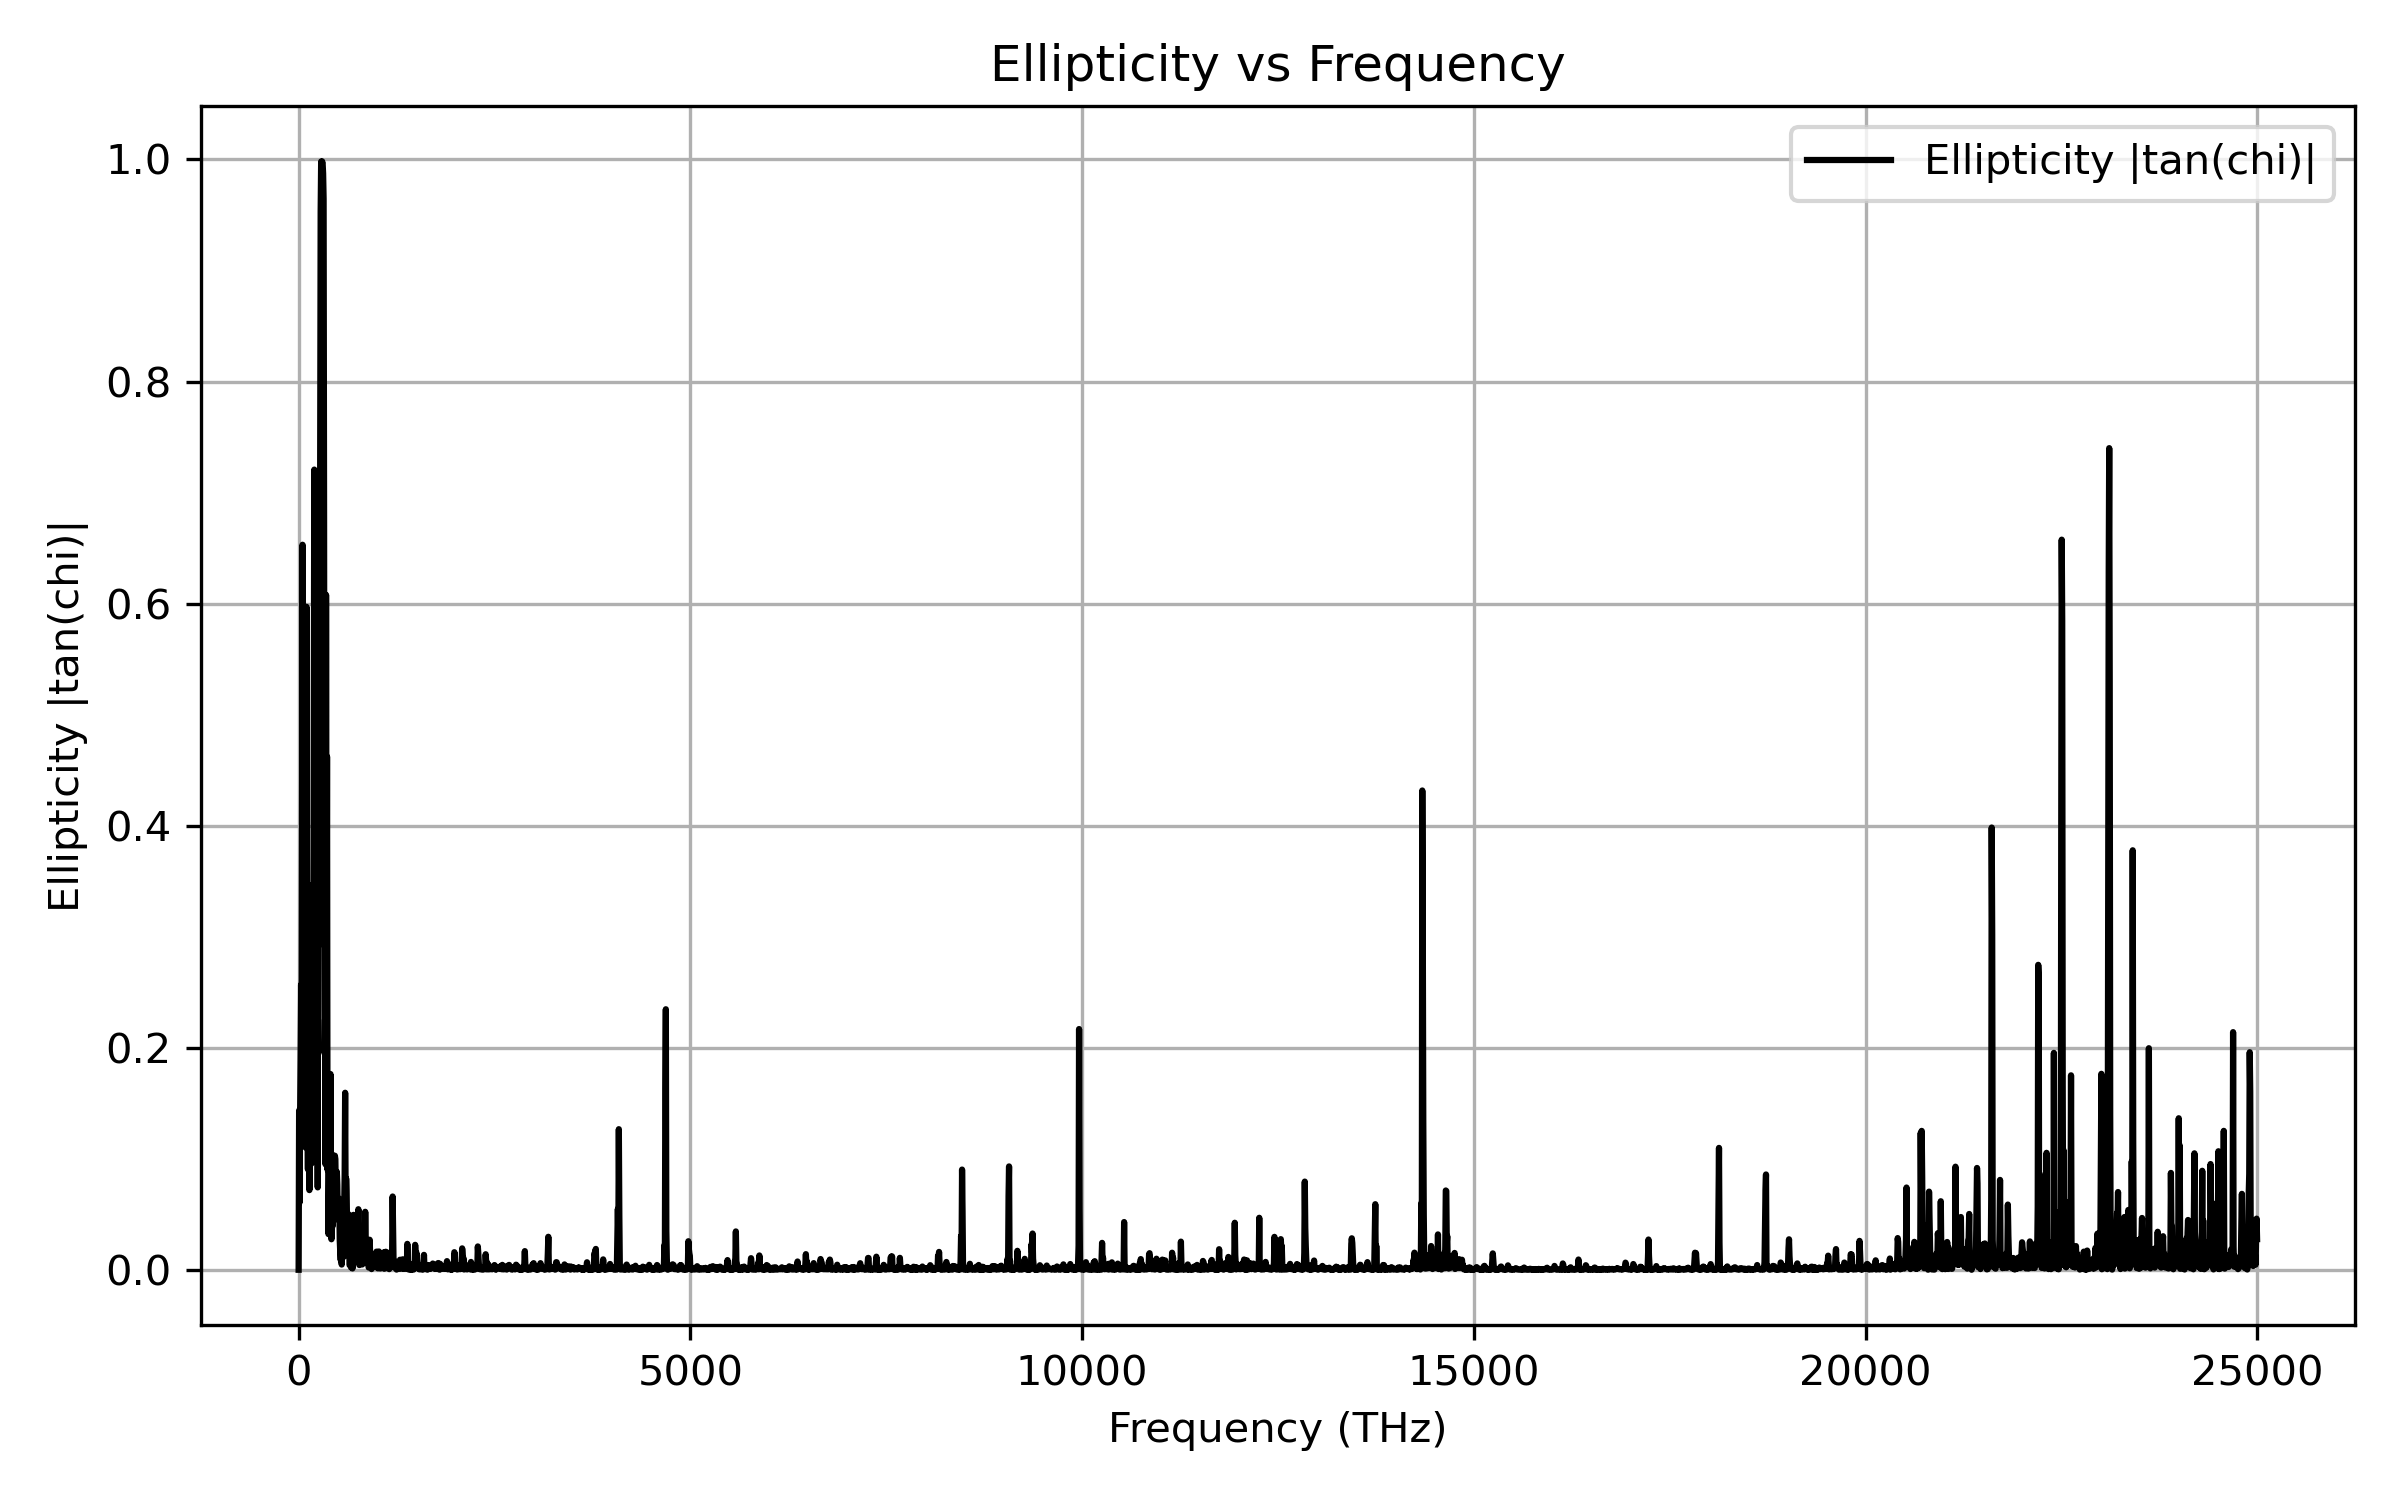 Ellipticity vs Frequency
Ellipticity |tan(chi)|
1.0
0.8
0.6
0.4
0.2
0.0
Ellipticity |tan(chi)|
0 5000 10000 15000 20000 25000
Frequency (THz)